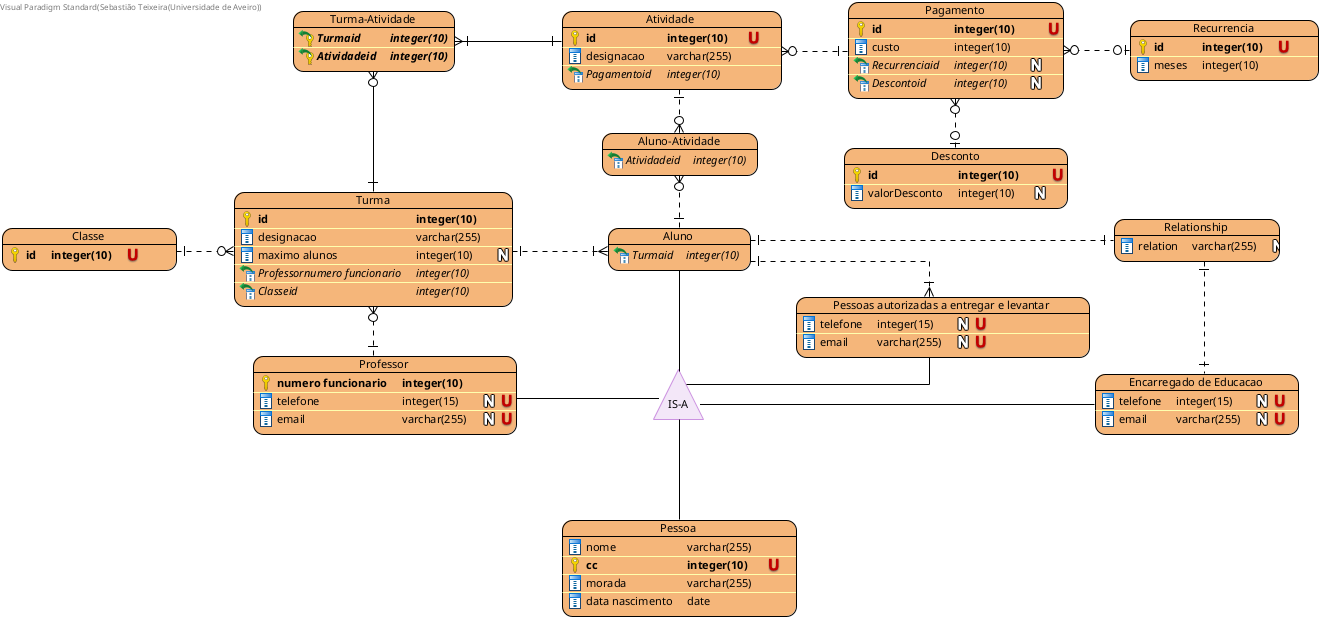 Visual Paradigm Standard(Sebastião Teixeira(Universidade de Aveiro))
Turma-Atividade
Turmaid integer(10)
Atividadeid integer(10)
Atividade
id integer(10) U
designacao varchar(255)
Pagamentoid integer(10)
Pagamento
id integer(10) U
custo integer(10)
Recurrenciaid integer(10) N
Descontoid integer(10) N
Recurrencia
id integer(10) U
meses integer(10)
Aluno-Atividade
Atividadeid integer(10)
Desconto
id integer(10) U
valorDesconto integer(10) N
Turma
id integer(10)
designacao varchar(255)
maximo alunos integer(10) N
Professornumero funcionario integer(10)
Classeid integer(10)
Classe
id integer(10) U
Aluno
Turmaid integer(10)
Relationship
relation varchar(255) N
Pessoas autorizadas a entregar e levantar
telefone integer(15) N U
email varchar(255) N U
Professor
numero funcionario integer(10)
telefone integer(15) N U
email varchar(255) N U
IS-A
Encarregado de Educacao
telefone integer(15) N U
email varchar(255) N U
Pessoa
nome varchar(255)
cc integer(10) U
morada varchar(255)
data nascimento date